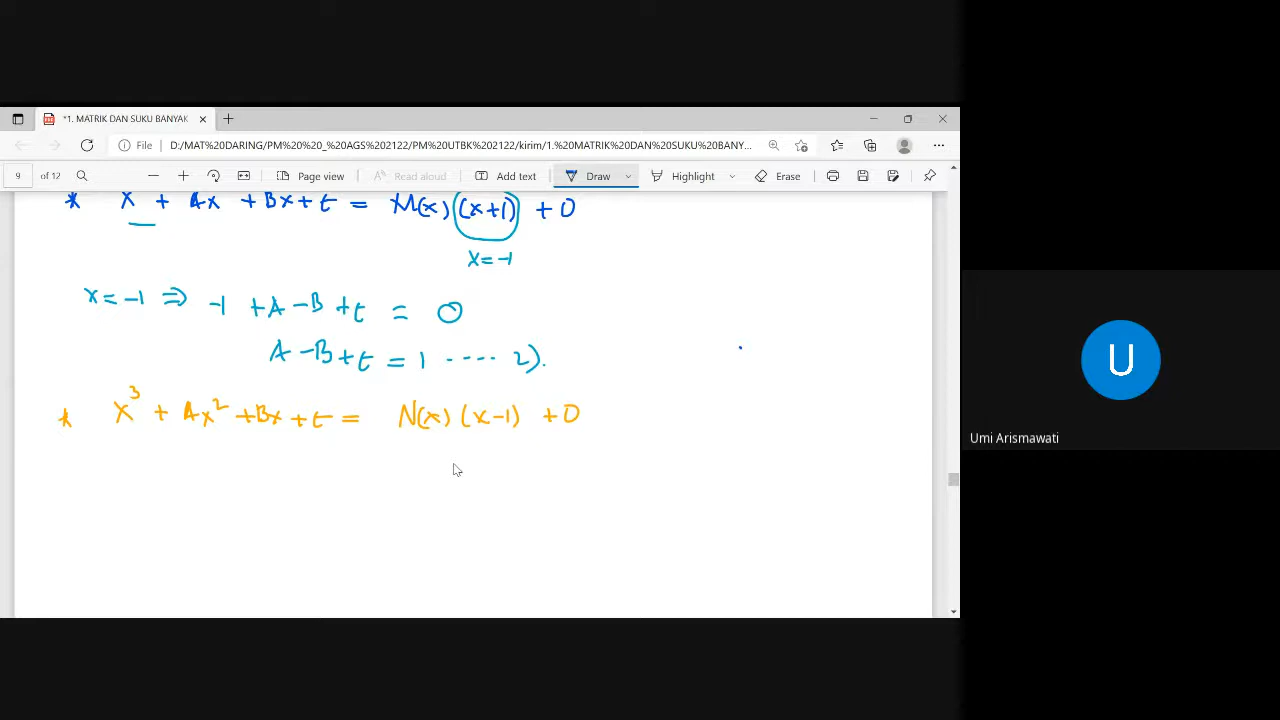 *1. MATRIK DAN SUKU BANYAK
File D:/MAT%20DARING/PM%20%20_%20AGS%202122/PM%20UTBK%202122/kirim/1.%20MATRIK%20DAN%20SUKU%20BANY...
9 of 12 Page view Read aloud Add text Draw Highlight Erase
* x + Ax + Bx + t = M(x) (x+1) + 0
x = -1
x = -1 ⇒ -1 + A - B + t = 0
A - B + t = 1 ····· 2).
* x³ + Ax² + Bx + t = N(x) (x-1) + 0
U
Umi Arismawati